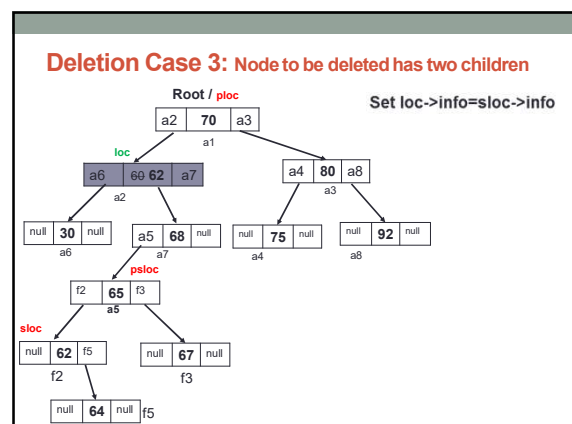 Deletion Case 3: Node to be deleted has two children
Root / ploc
Set loc->info=sloc->info
a2 70 a3
a1
loc
a6 60 62 a7
a2
a4 80 a8
a3
null 30 null
a6
a5 68 null
a7
null 75 null
a4
null 92 null
a8
psloc
f2 65 f3
a5
sloc
null 62 f5
f2
null 67 null
f3
null 64 null f5